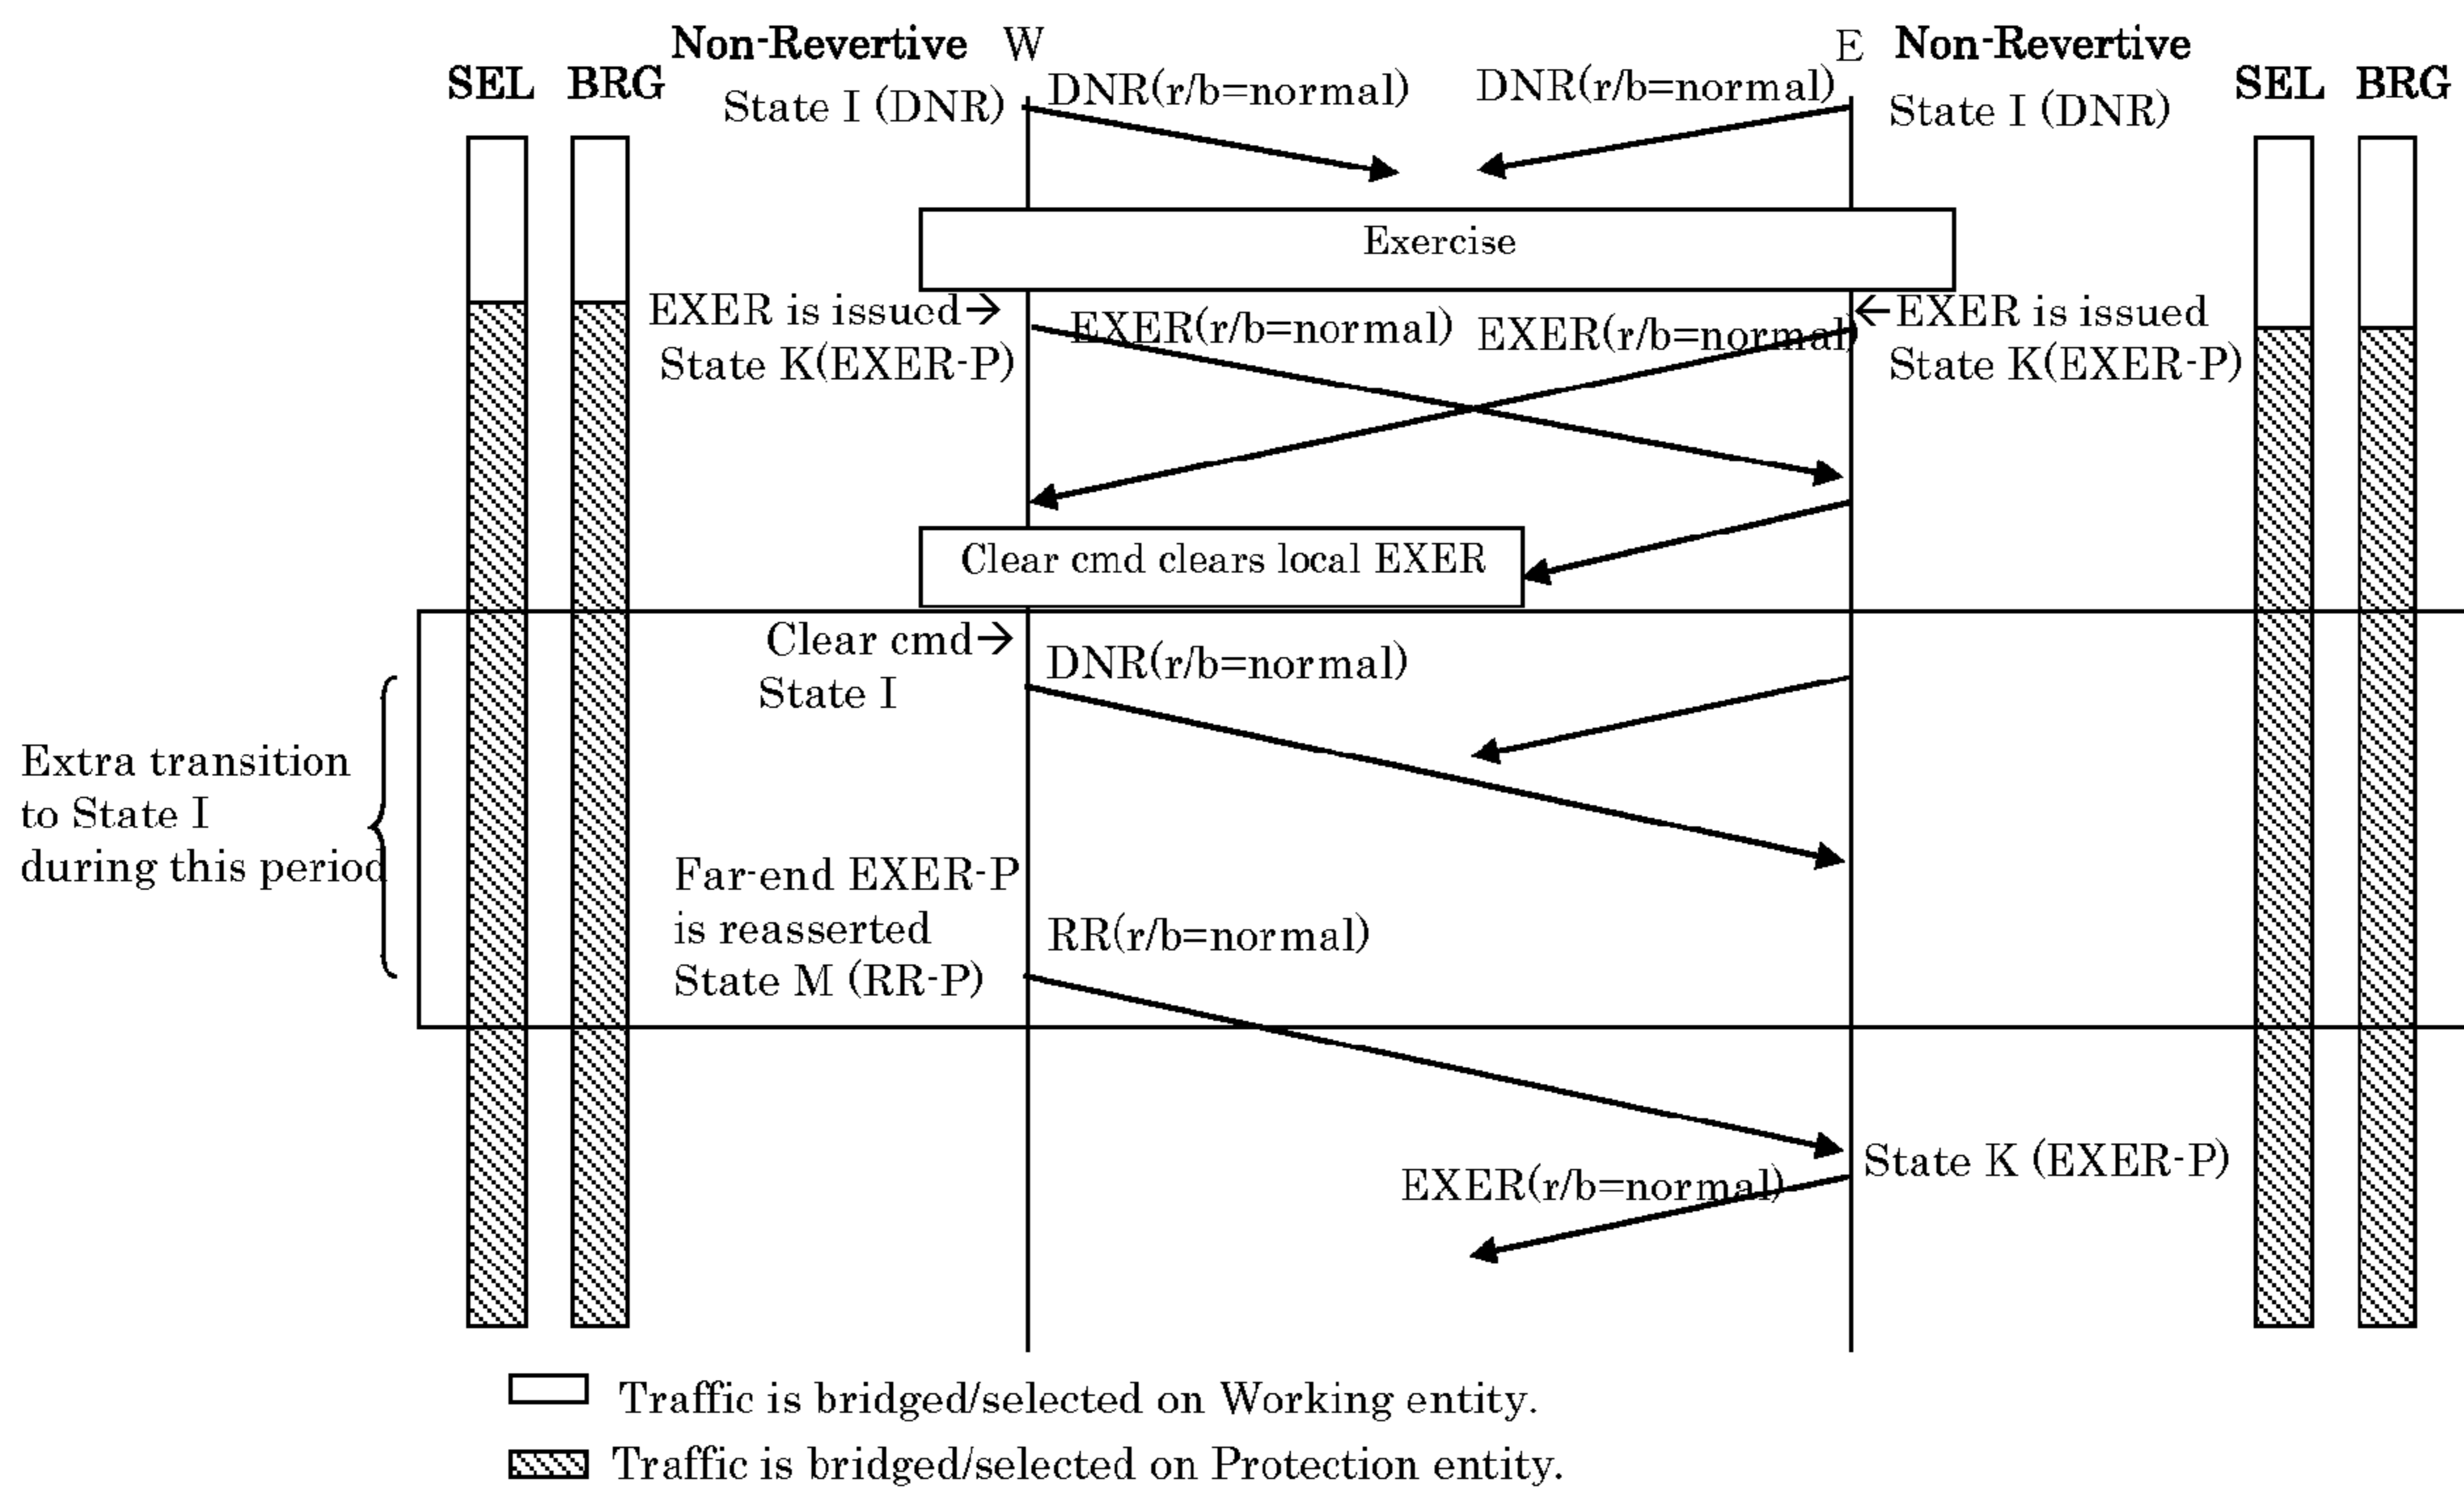 Non-Revertive W
E Non-Revertive
SEL BRG
State I (DNR)
DNR(r/b=normal)
DNR(r/b=normal)
State I (DNR)
SEL BRG
Exercise
EXER is issued→
State K(EXER-P)
EXER(r/b=normal)
EXER(r/b=normal)
←EXER is issued
State K(EXER-P)
Clear cmd clears local EXER
Clear cmd→
State I
DNR(r/b=normal)
Extra transition
to State I
during this period
Far-end EXER-P
is reasserted
State M (RR-P)
RR(r/b=normal)
State K (EXER-P)
EXER(r/b=normal)
Traffic is bridged/selected on Working entity.
Traffic is bridged/selected on Protection entity.